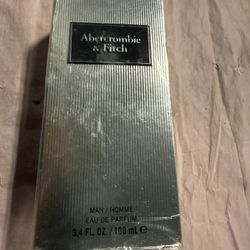 Abercrombie
& Fitch
MAN / HOMME
EAU DE PARFUM
3.4 FL. OZ. / 100 ml e